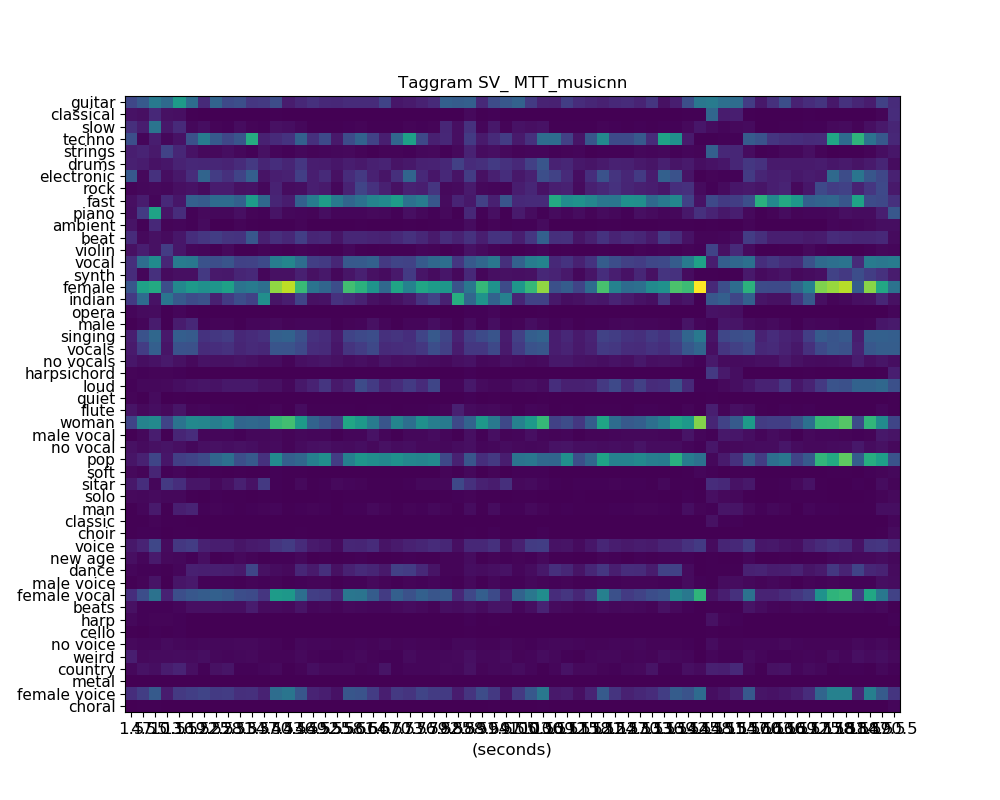 Taggram SV_ MTT_musicnn
guitar
classical
slow
techno
strings
drums
electronic
rock
fast
piano
ambient
beat
violin
vocal
synth
female
indian
opera
male
singing
vocals
no vocals
harpsichord
loud
quiet
flute
woman
male vocal
no vocal
pop
soft
sitar
solo
man
classic
choir
voice
new age
dance
male voice
female vocal
beats
harp
cello
no voice
weird
country
metal
female voice
choral
(seconds)